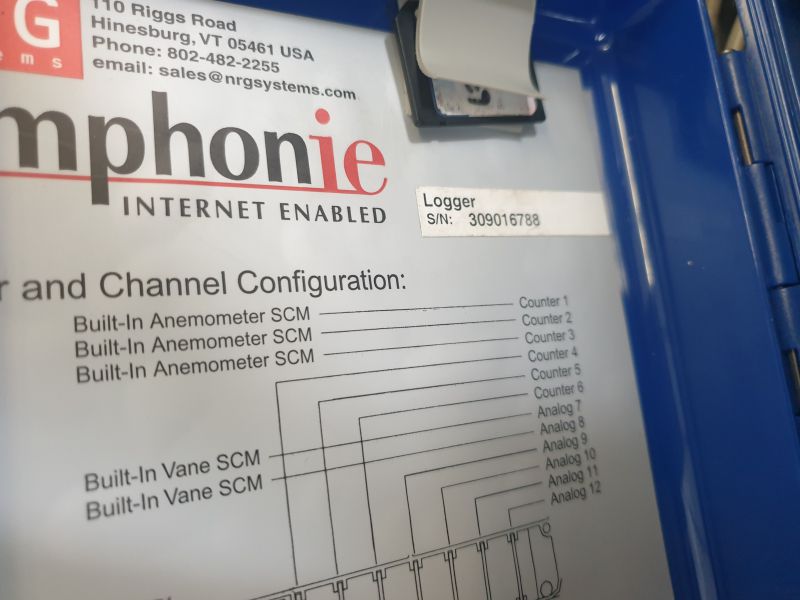 G
ems
110 Riggs Road
Hinesburg, VT 05461 USA
Phone: 802-482-2255
email: sales@nrgsystems.com
mphonie
INTERNET ENABLED
Logger
S/N: 309016788
r and Channel Configuration:
Built-In Anemometer SCM
Counter 1
Built-In Anemometer SCM
Counter 2
Built-In Anemometer SCM
Counter 3
Counter 4
Counter 5
Counter 6
Built-In Vane SCM
Analog 7
Built-In Vane SCM
Analog 8
Analog 9
Analog 10
Analog 11
Analog 12